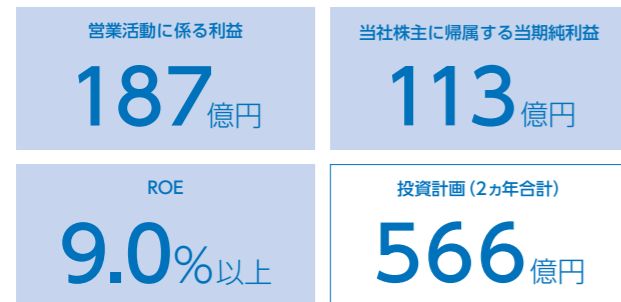 営業活動に係る利益
187億円
当社株主に帰属する当期純利益
113億円
ROE
9.0%以上
投資計画（2ヵ年合計）
566億円